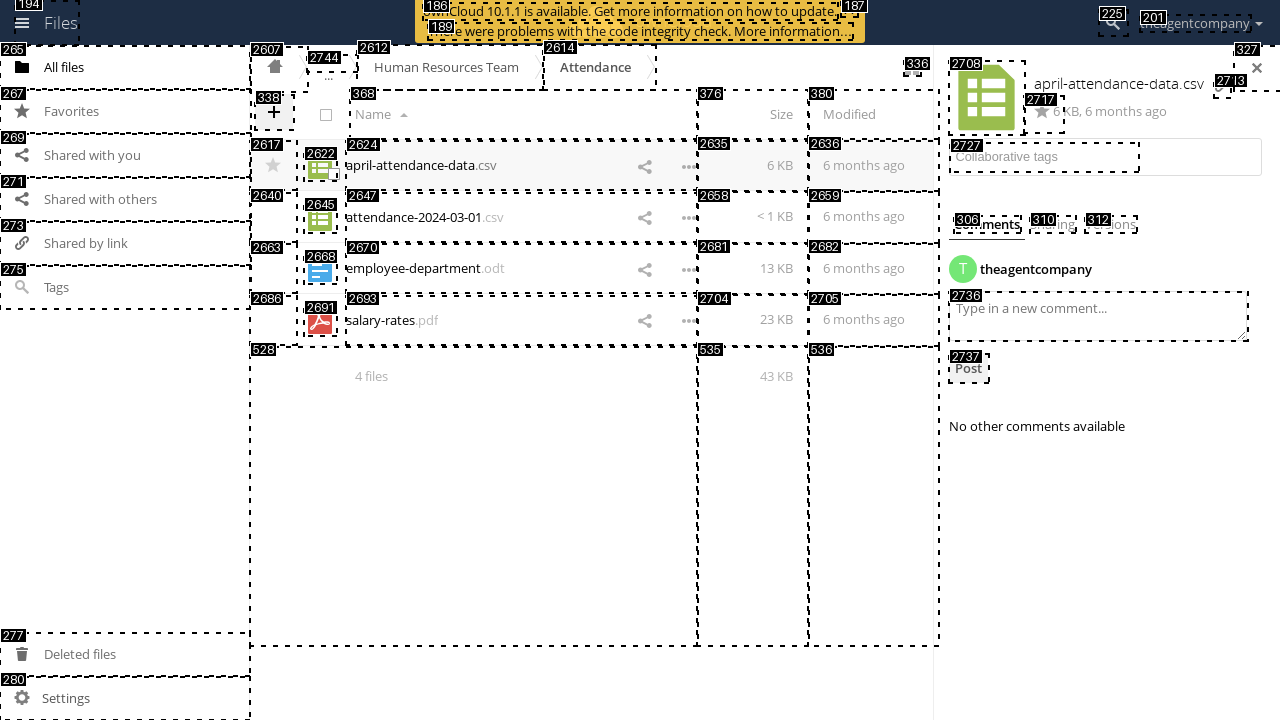 194
Files
186
ownCloud 10.1.1 is available. Get more information on how to update.
187
189
There were problems with the code integrity check. More information…
225
201
theagentcompany
265
All files
267
Favorites
269
Shared with you
271
Shared with others
273
Shared by link
275
Tags
277
Deleted files
280
Settings
2607
2744
...
2612
Human Resources Team
2614
Attendance
336
327
338
+
368
Name
376
Size
380
Modified
2617
2622
2624
april-attendance-data.csv
2635
6 KB
2636
6 months ago
2640
2645
2647
attendance-2024-03-01.csv
2658
< 1 KB
2659
6 months ago
2663
2668
2670
employee-department.odt
2681
13 KB
2682
6 months ago
2686
2691
2693
salary-rates.pdf
2704
23 KB
2705
6 months ago
528
4 files
535
43 KB
536
2708
april-attendance-data.csv
2717
6 KB, 6 months ago
2727
Collaborative tags
306
Comments
310
Sharing
312
Versions
T
theagentcompany
2736
Type in a new comment...
2737
Post
No other comments available